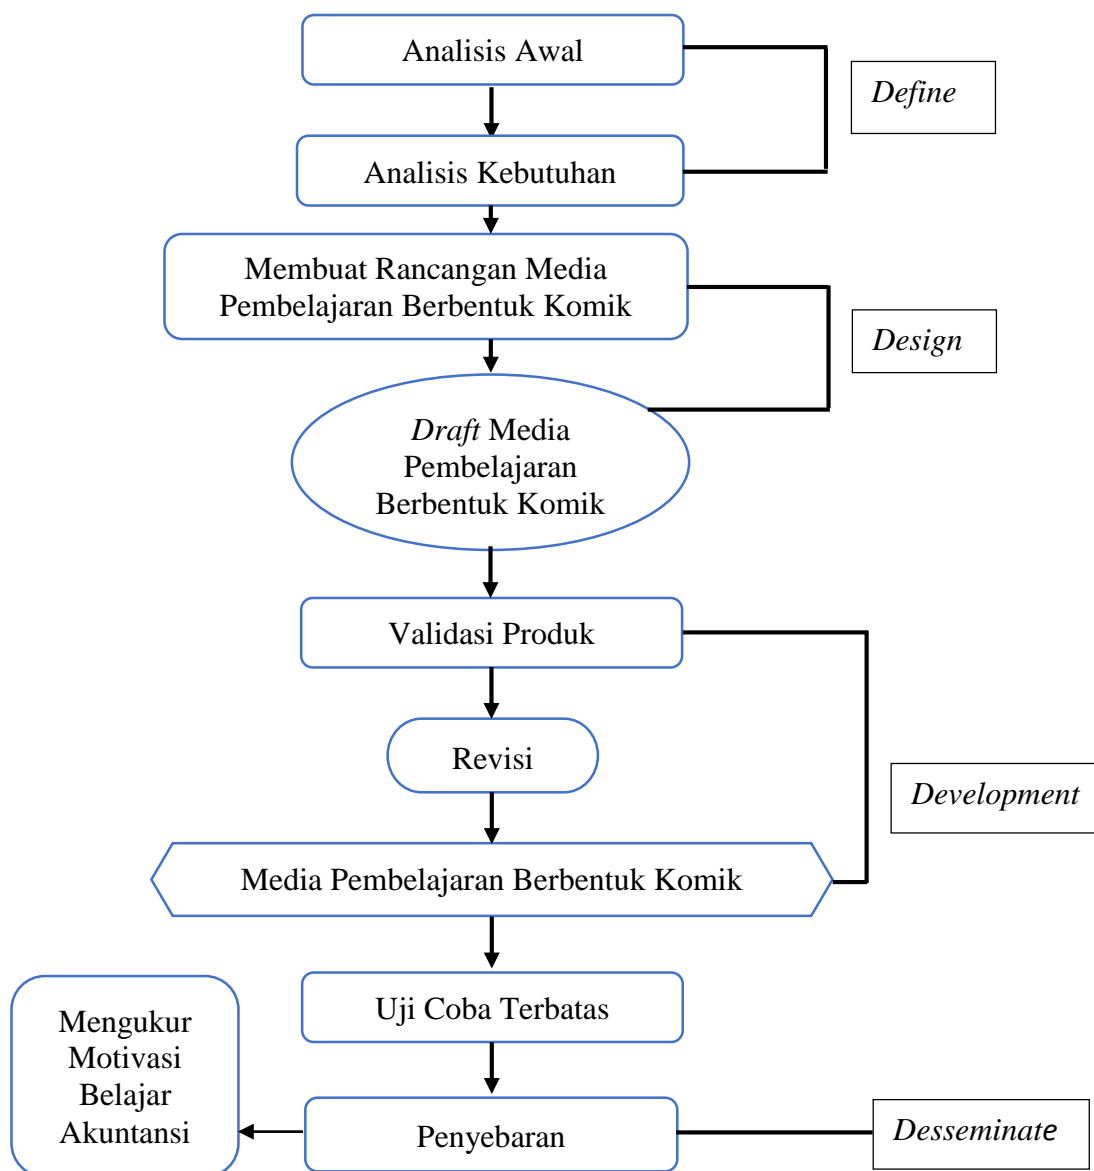 Analisis Awal
Define
Analisis Kebutuhan
Membuat Rancangan Media
Pembelajaran Berbentuk Komik
Design
Draft Media
Pembelajaran
Berbentuk Komik
Validasi Produk
Revisi
Development
Media Pembelajaran Berbentuk Komik
Uji Coba Terbatas
Mengukur
Motivasi
Belajar
Akuntansi
Penyebaran
Desseminate